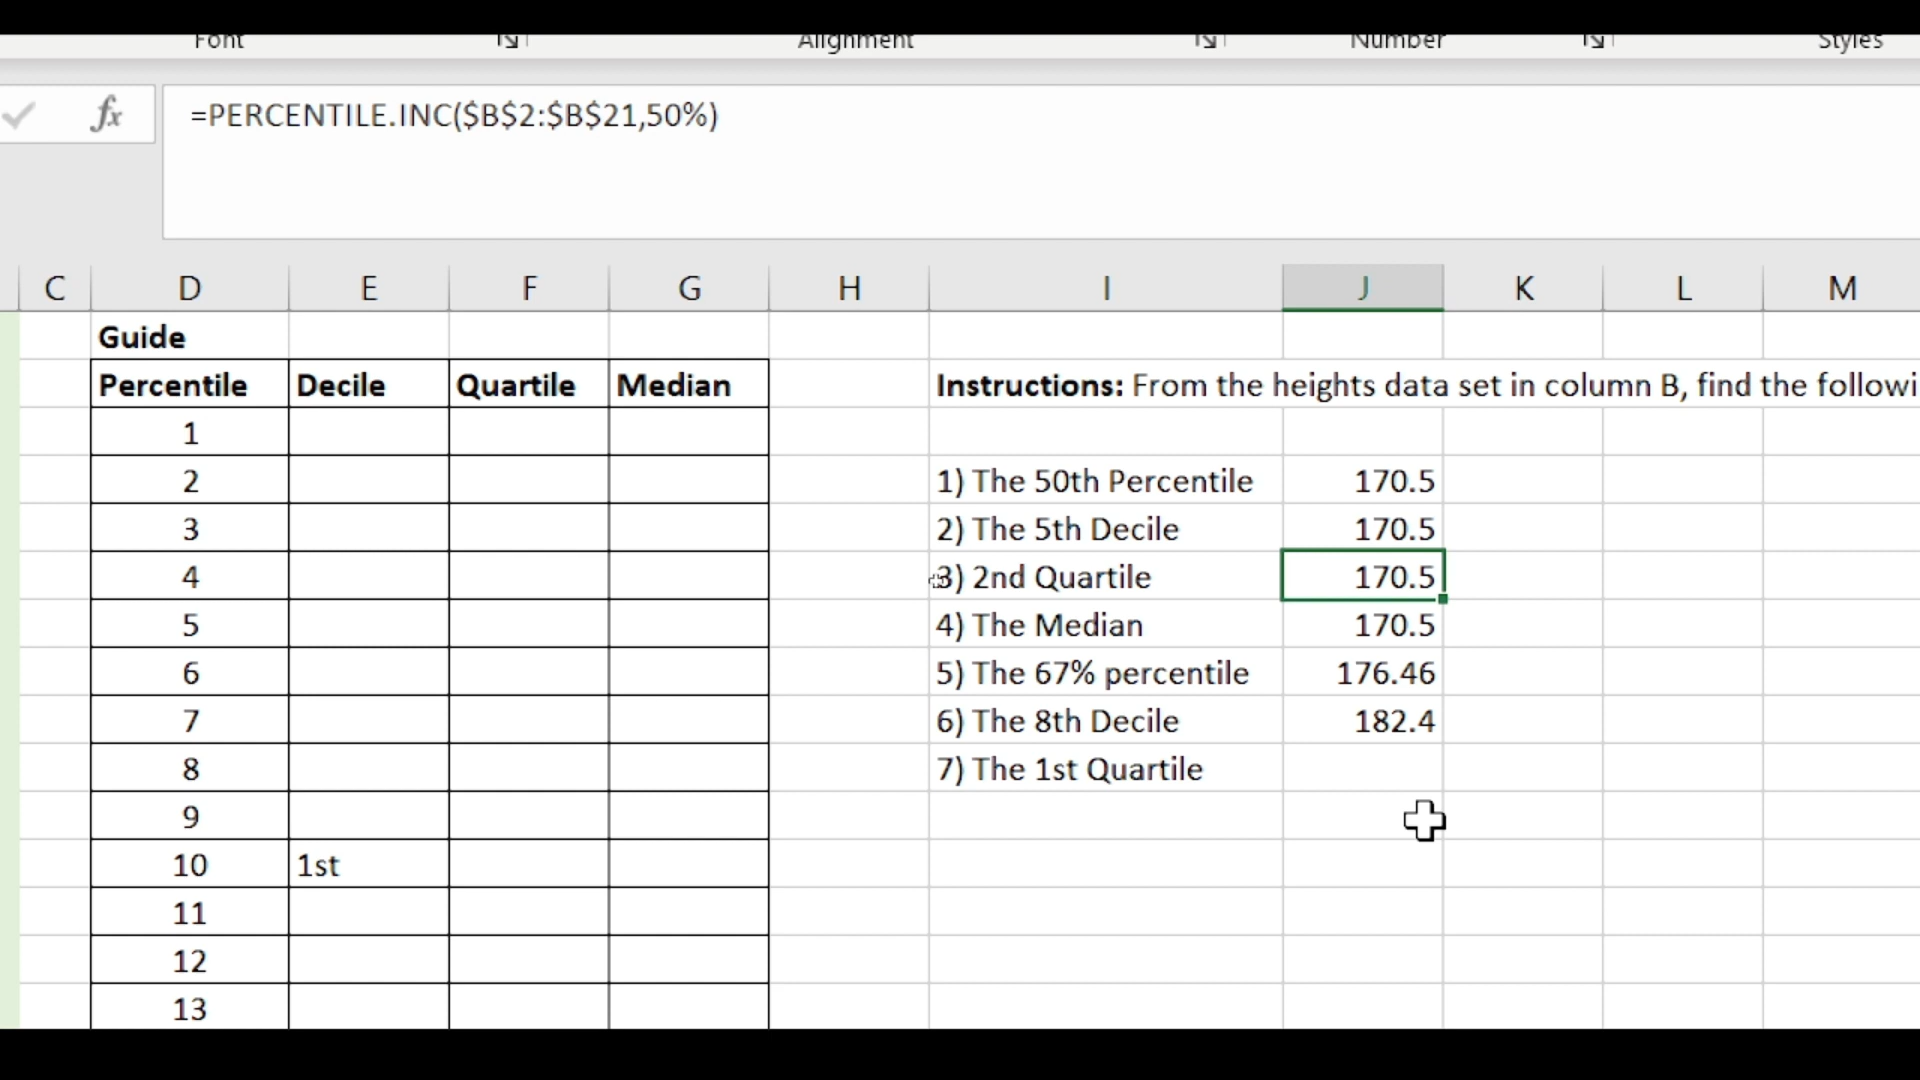 Font Alignment Number Styles
fx =PERCENTILE.INC($B$2:$B$21,50%)
C D E F G H I J K L M
Guide
Percentile Decile Quartile Median Instructions: From the heights data set in column B, find the followi
1
2 1) The 50th Percentile 170.5
3 2) The 5th Decile 170.5
4 3) 2nd Quartile 170.5
5 4) The Median 170.5
6 5) The 67% percentile 176.46
7 6) The 8th Decile 182.4
8 7) The 1st Quartile
9
10 1st
11
12
13